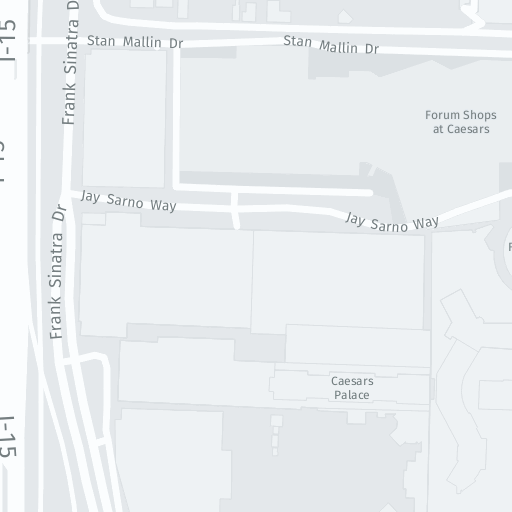 I-15
Frank Sinatra D
Stan Mallin Dr
Stan Mallin Dr
Forum Shops
at Caesars
Jay Sarno Way
Jay Sarno Way
Frank Sinatra Dr
Caesars
Palace
I-15